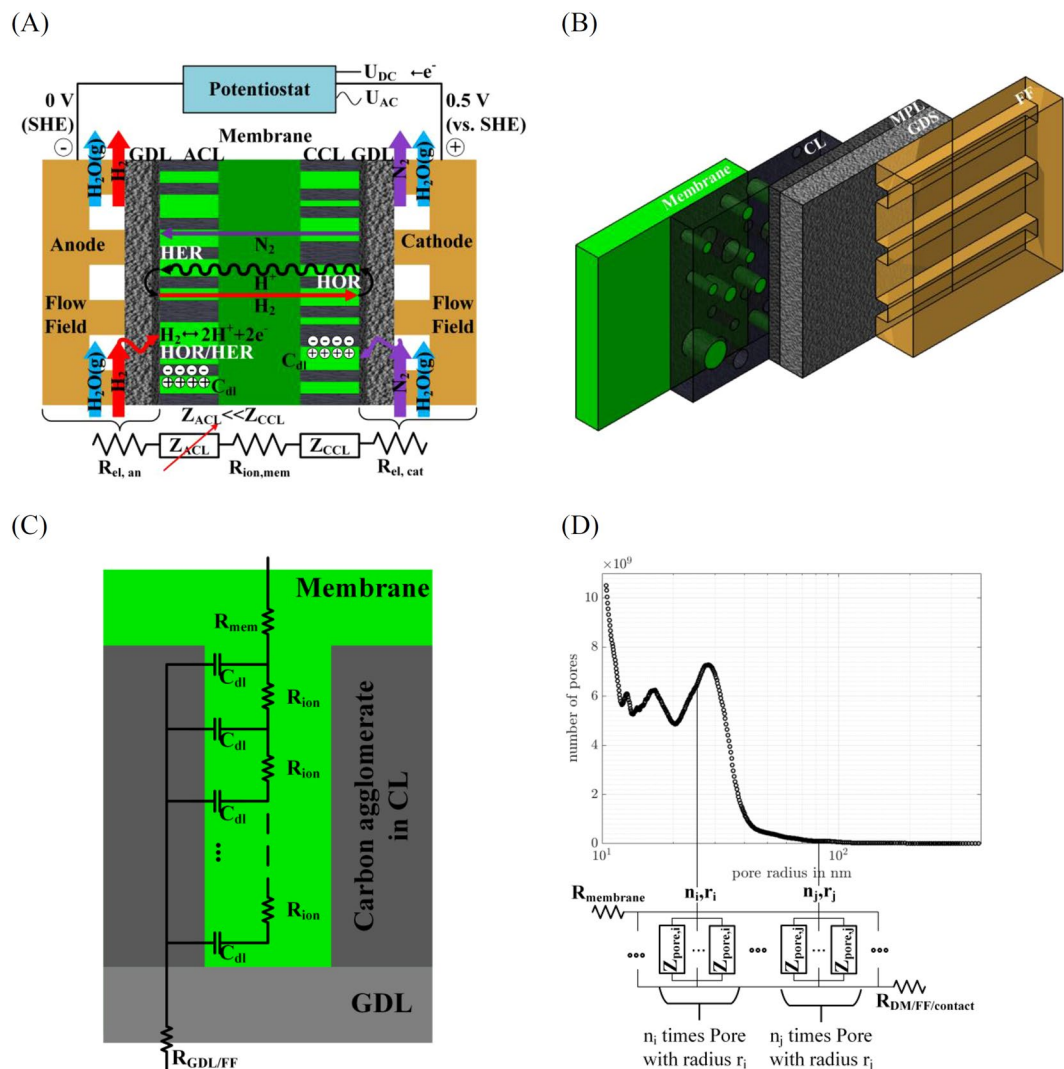 (A)
Potentiostat
U_DC ←e⁻
U_AC
0 V
(SHE)
−
0.5 V
(vs. SHE)
+
Membrane
H₂O(g)
H₂
N₂
H₂O(g)
GDL ACL
CCL GDL
Anode
Cathode
N₂
HER
H⁺
HOR
H₂
Flow
Field
Flow
Field
H₂↔2H⁺+2e⁻
HOR/HER
C_dl
C_dl
H₂O(g)
H₂
N₂
H₂O(g)
Z_ACL<<Z_CCL
Z_ACL
Z_CCL
R_el, an
R_ion,mem
R_el, cat
(B)
Membrane
CL
MPL
GDS
FF
(C)
Membrane
R_mem
C_dl
R_ion
C_dl
R_ion
C_dl
...
R_ion
C_dl
Carbon agglomerate
in CL
GDL
R_GDL/FF
(D)
×10⁹
10
8
6
4
2
0
number of pores
10¹
10²
pore radius in nm
n_i,r_i
n_j,r_j
R_membrane
Z_pore,i
...
Z_pore,i
Z_pore,j
...
Z_pore,j
R_DM/FF/contact
n_i times Pore
with radius r_i
n_j times Pore
with radius r_j